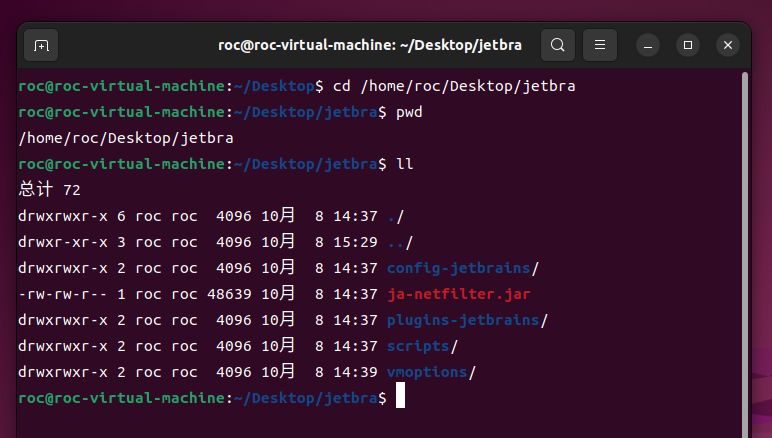 roc@roc-virtual-machine: ~/Desktop/jetbra
roc@roc-virtual-machine:~/Desktop$ cd /home/roc/Desktop/jetbra
roc@roc-virtual-machine:~/Desktop/jetbra$ pwd
/home/roc/Desktop/jetbra
roc@roc-virtual-machine:~/Desktop/jetbra$ ll
总计 72
drwxrwxr-x 6 roc roc  4096 10月  8 14:37 ./
drwxr-xr-x 3 roc roc  4096 10月  8 15:29 ../
drwxrwxr-x 2 roc roc  4096 10月  8 14:37 config-jetbrains/
-rw-rw-r-- 1 roc roc 48639 10月  8 14:37 ja-netfilter.jar
drwxrwxr-x 2 roc roc  4096 10月  8 14:37 plugins-jetbrains/
drwxrwxr-x 2 roc roc  4096 10月  8 14:37 scripts/
drwxrwxr-x 2 roc roc  4096 10月  8 14:39 vmoptions/
roc@roc-virtual-machine:~/Desktop/jetbra$